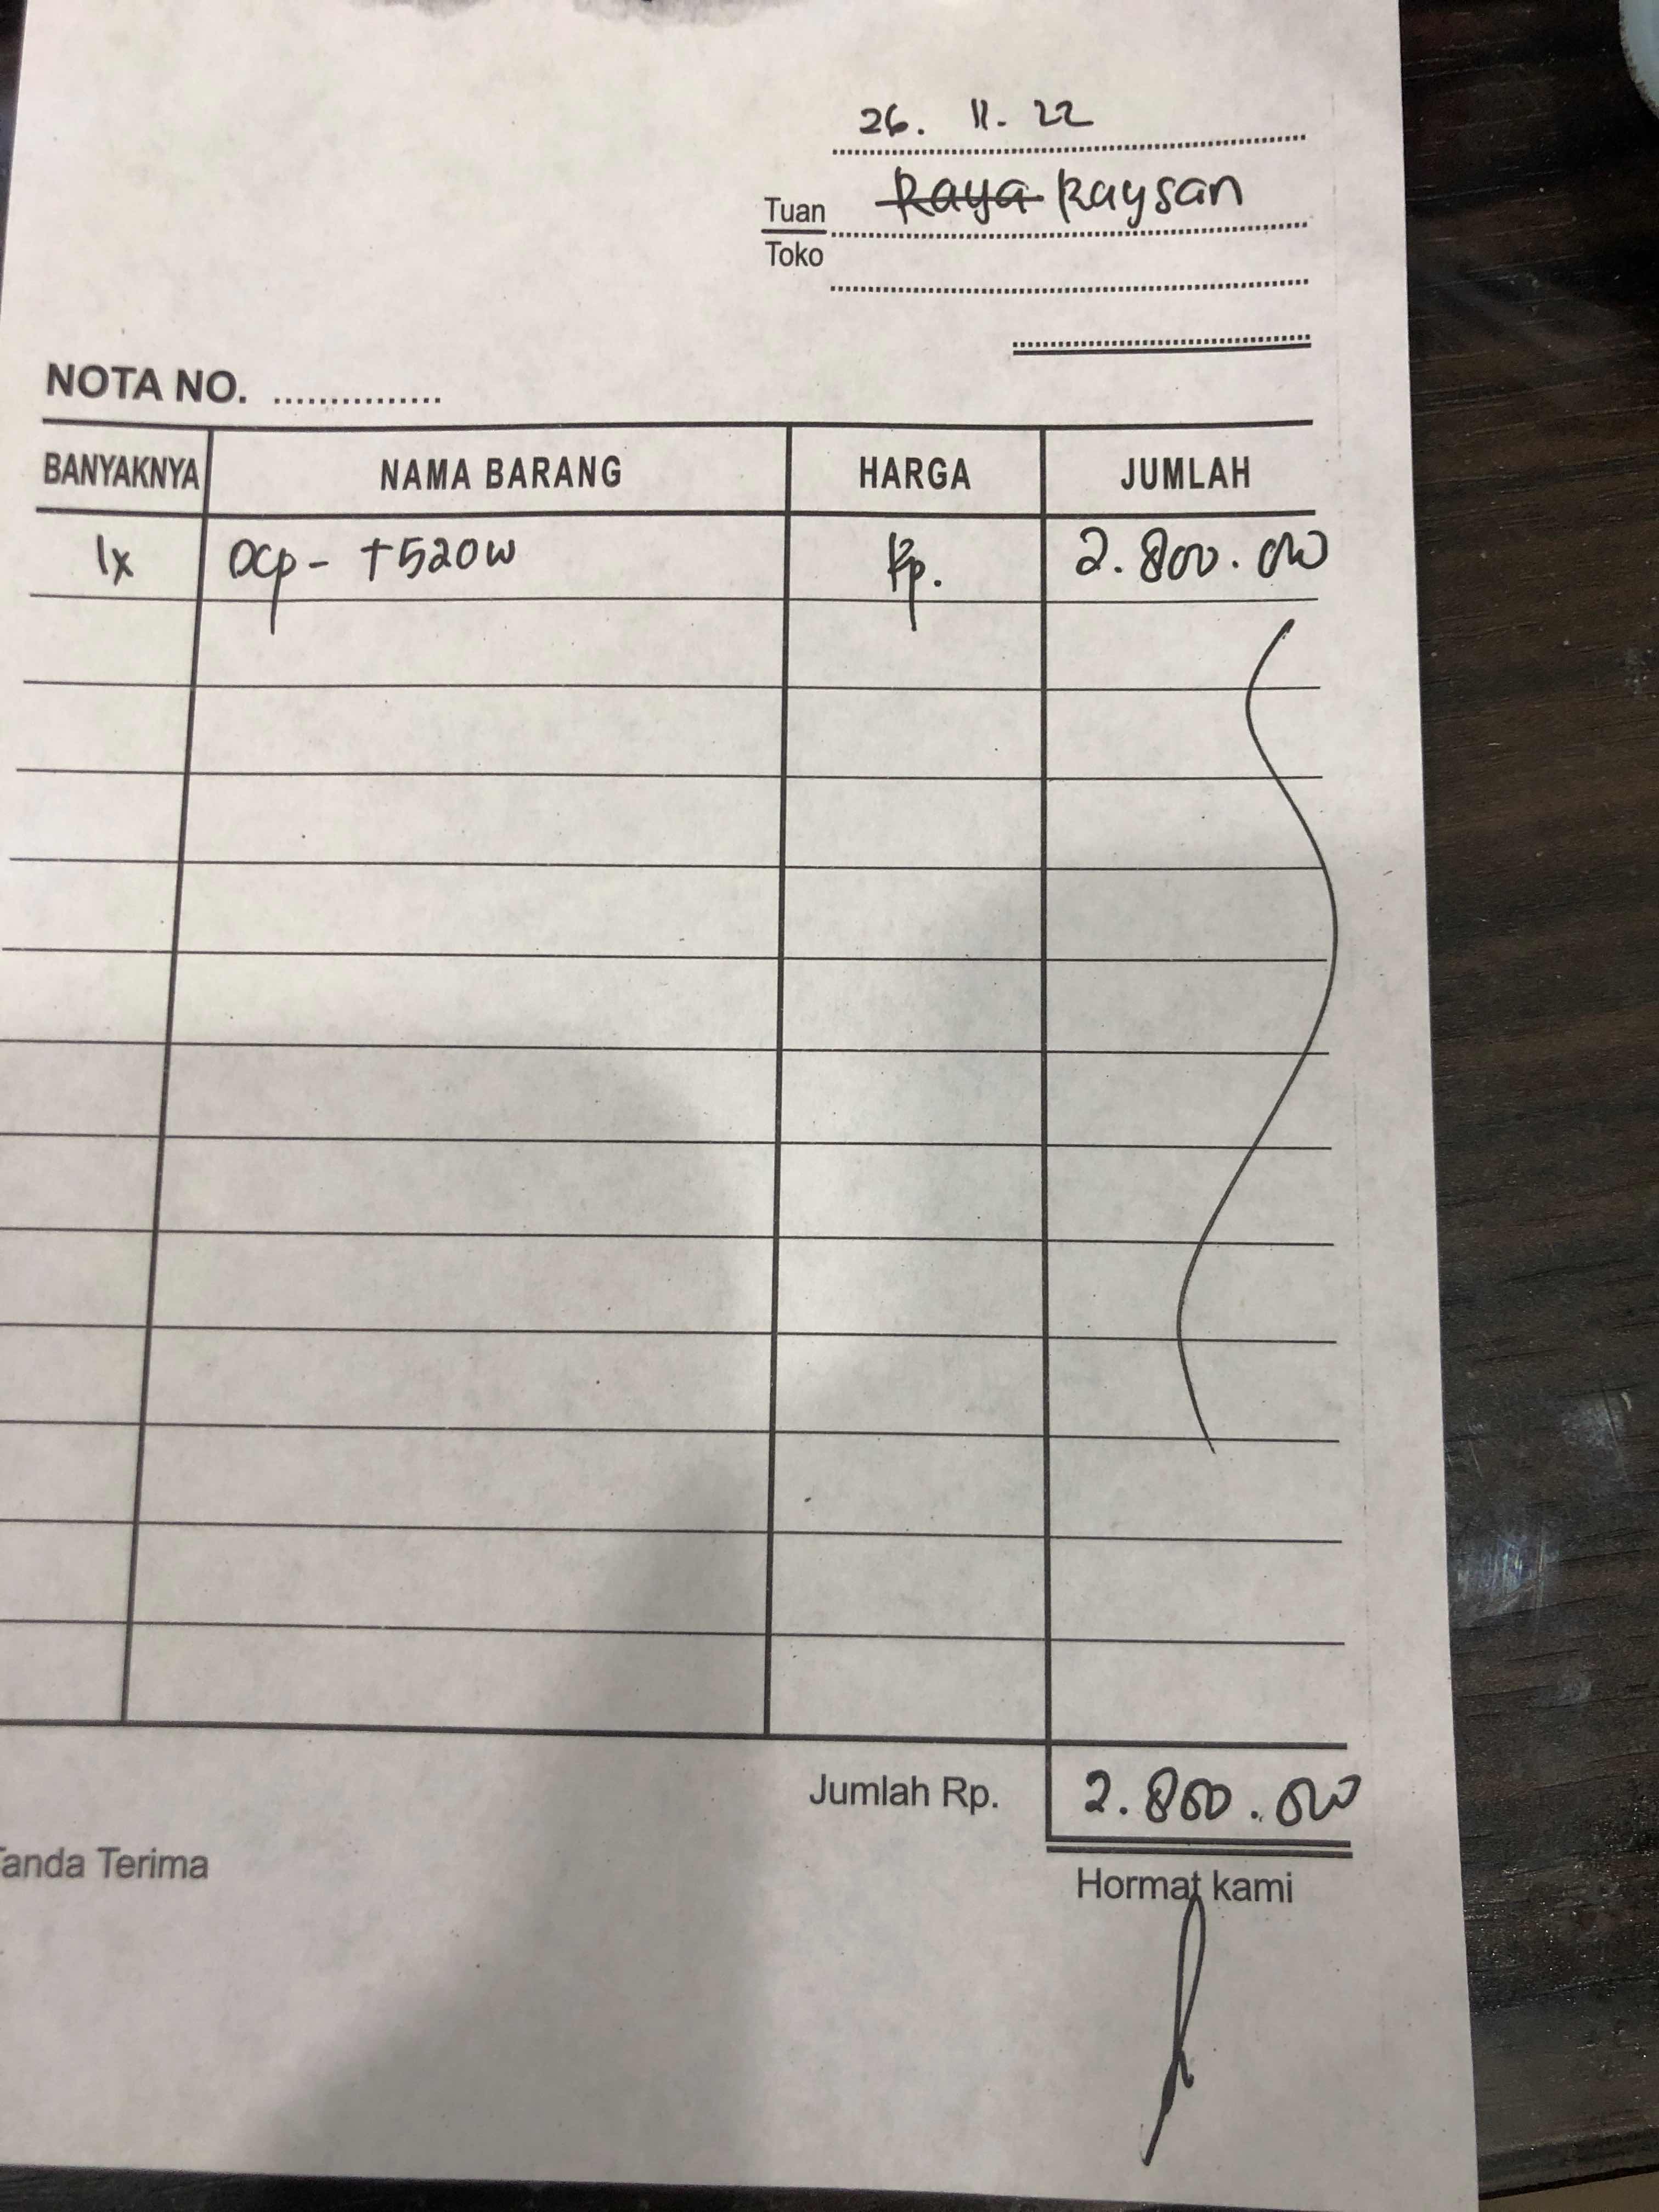 26. 11. 22
Tuan Raya Raysan
Toko
NOTA NO. ...............
BANYAKNYA NAMA BARANG HARGA JUMLAH
1x DCP - T520W Rp. 2.800.000
Jumlah Rp. 2.800.000
Tanda Terima Hormat kami